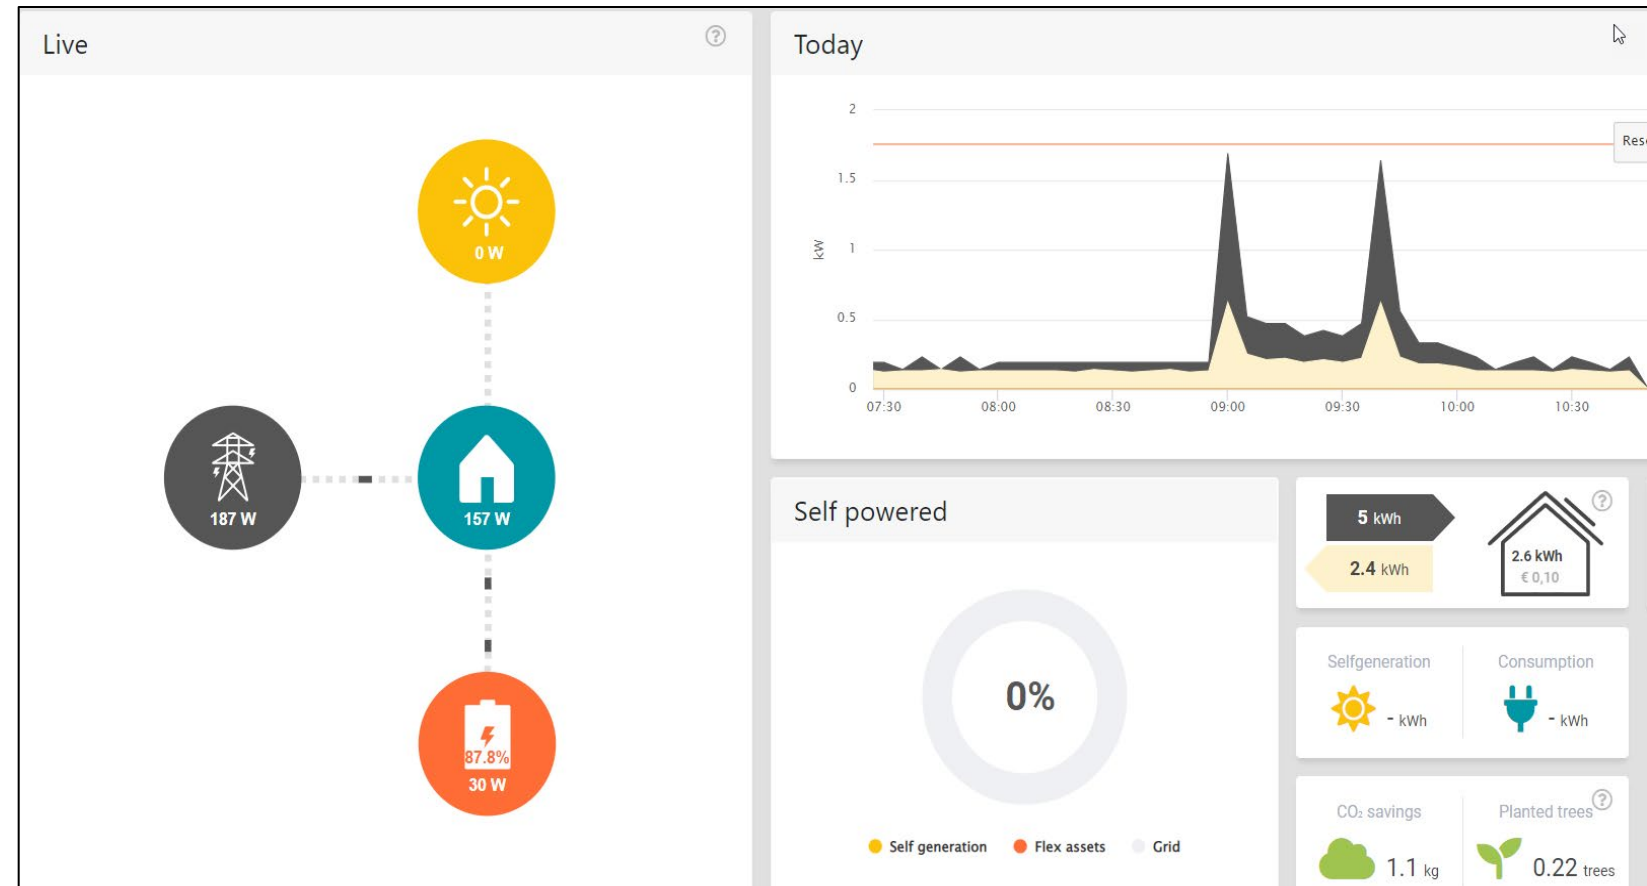 Live
?
0 W
187 W
157 W
87.8%
30 W
Today
2
1.5
1
0.5
0
kW
07:30
08:00
08:30
09:00
09:30
10:00
10:30
Self powered
0%
Self generation
Flex assets
Grid
?
5 kWh
2.4 kWh
2.6 kWh
€ 0,10
Selfgeneration
- kWh
Consumption
- kWh
?
CO₂ savings
1.1 kg
Planted trees
0.22 trees